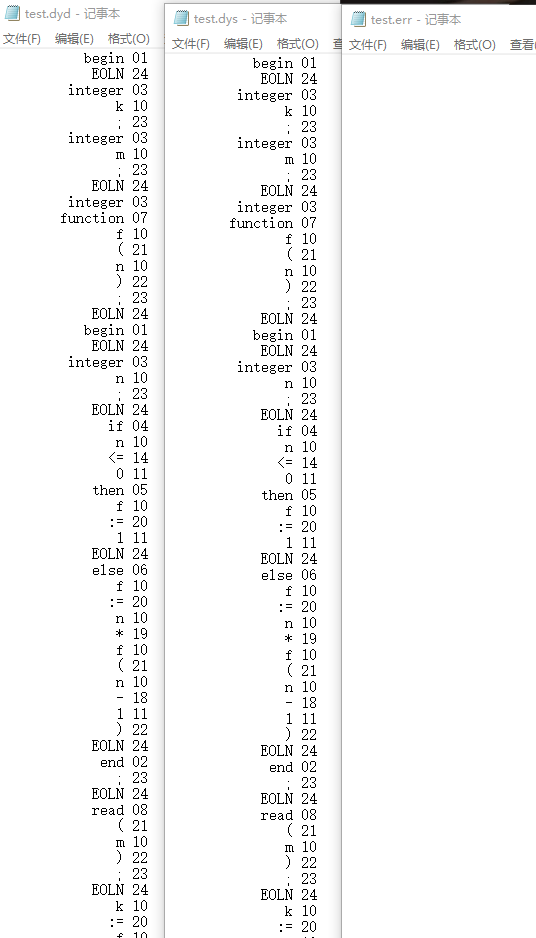 test.dyd - 记事本
文件(F) 编辑(E) 格式(O)
begin 01
EOLN 24
integer 03
k 10
; 23
integer 03
m 10
; 23
EOLN 24
integer 03
function 07
f 10
( 21
n 10
) 22
; 23
EOLN 24
begin 01
EOLN 24
integer 03
n 10
; 23
EOLN 24
if 04
n 10
<= 14
0 11
then 05
f 10
:= 20
1 11
EOLN 24
else 06
f 10
:= 20
n 10
* 19
f 10
( 21
n 10
- 18
1 11
) 22
EOLN 24
end 02
; 23
EOLN 24
read 08
( 21
m 10
) 22
; 23
EOLN 24
k 10
:= 20
f 10
test.dys - 记事本
文件(F) 编辑(E) 格式(O)
begin 01
EOLN 24
integer 03
k 10
; 23
integer 03
m 10
; 23
EOLN 24
integer 03
function 07
f 10
( 21
n 10
) 22
; 23
EOLN 24
begin 01
EOLN 24
integer 03
n 10
; 23
EOLN 24
if 04
n 10
<= 14
0 11
then 05
f 10
:= 20
1 11
EOLN 24
else 06
f 10
:= 20
n 10
* 19
f 10
( 21
n 10
- 18
1 11
) 22
EOLN 24
end 02
; 23
EOLN 24
read 08
( 21
m 10
) 22
; 23
EOLN 24
k 10
:= 20
test.err - 记事本
文件(F) 编辑(E) 格式(O) 查看(